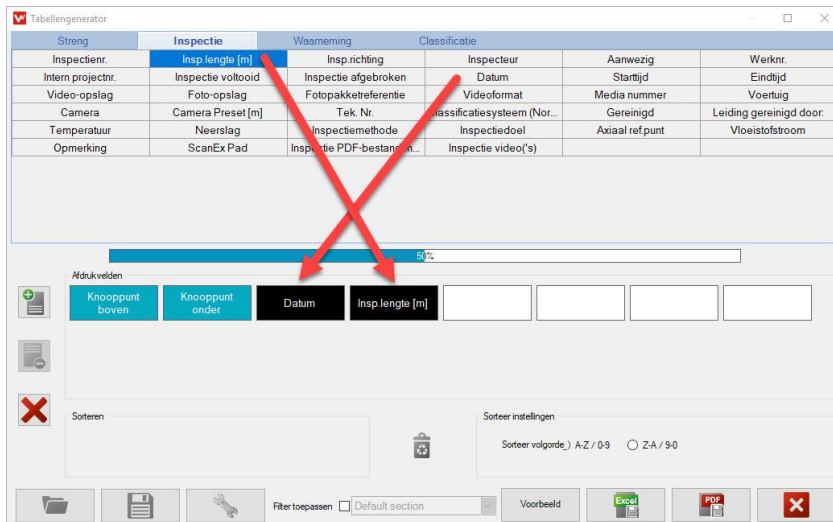 Tabellengenerator
Streng Inspectie Waarneming Classificatie
Inspectienr. Insp.lengte [m] Insp.richting Inspecteur Aanwezig Werknr.
Intern projectnr. Inspectie voltooid Inspectie afgebroken Datum Starttijd Eindtijd
Video-opslag Foto-opslag Fotopakketreferentie Videoformat Media nummer Voertuig
Camera Camera Preset [m] Tek. Nr. lassificatiesysteem (Nor... Gereinigd Leiding gereinigd door:
Temperatuur Neerslag Inspectiemethode Inspectiedoel Axiaal ref.punt Vloeistofstroom
Opmerking ScanEx Pad Inspectie PDF-bestanden... Inspectie video('s)
50%
Afdrukvelden
Knooppunt boven Knooppunt onder Datum Insp.lengte [m]
Sorteren Sorteer instellingen
Sorteer volgorde_) A-Z / 0-9 Z-A / 9-0
Filter toepassen Default section Voorbeeld Excel PDF